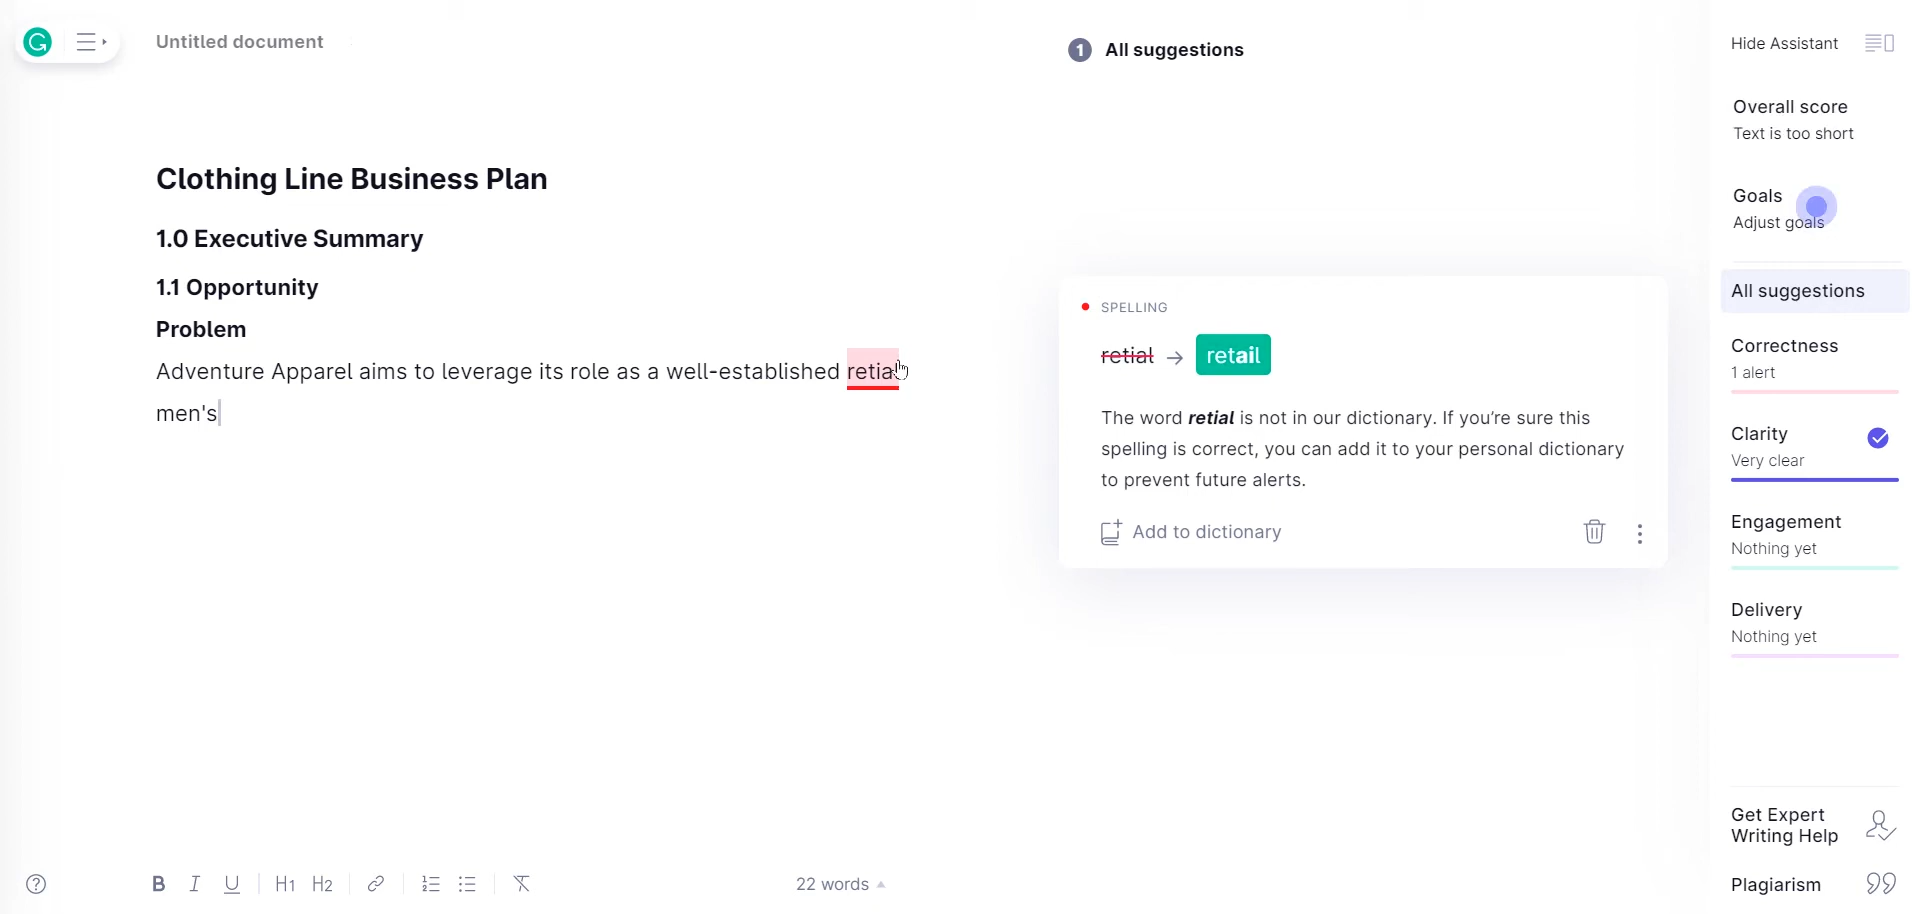 Untitled document
1 All suggestions
Hide Assistant
Overall score
Text is too short
Clothing Line Business Plan
Goals
Adjust goals
1.0 Executive Summary
1.1 Opportunity
All suggestions
SPELLING
Problem
retial → retail
Correctness
1 alert
Adventure Apparel aims to leverage its role as a well-established retial
men's
The word retial is not in our dictionary. If you’re sure this
spelling is correct, you can add it to your personal dictionary
to prevent future alerts.
Clarity
Very clear
Add to dictionary
Engagement
Nothing yet
Delivery
Nothing yet
Get Expert
Writing Help
B I U H1 H2
22 words
Plagiarism